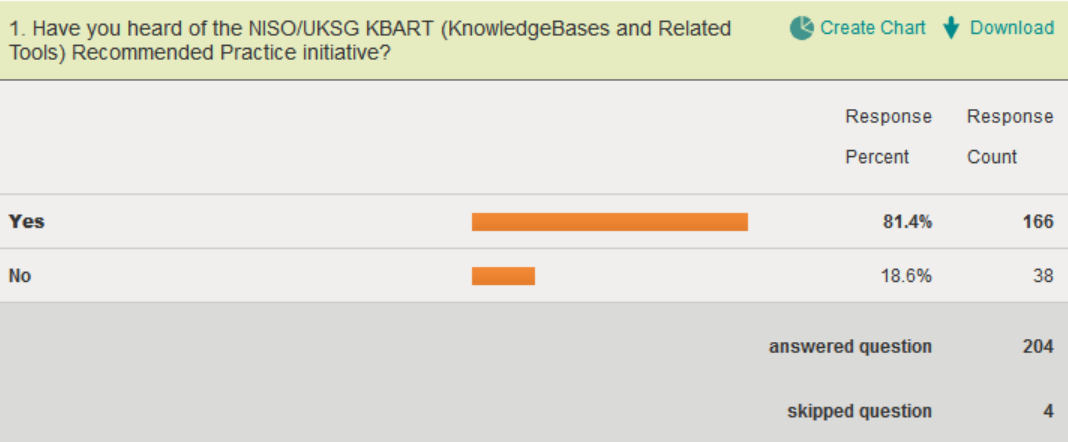 1. Have you heard of the NISO/UKSG KBART (KnowledgeBases and Related
Tools) Recommended Practice initiative?
Create Chart Download
Response Response
Percent Count
Yes 81.4% 166
No 18.6% 38
answered question 204
skipped question 4